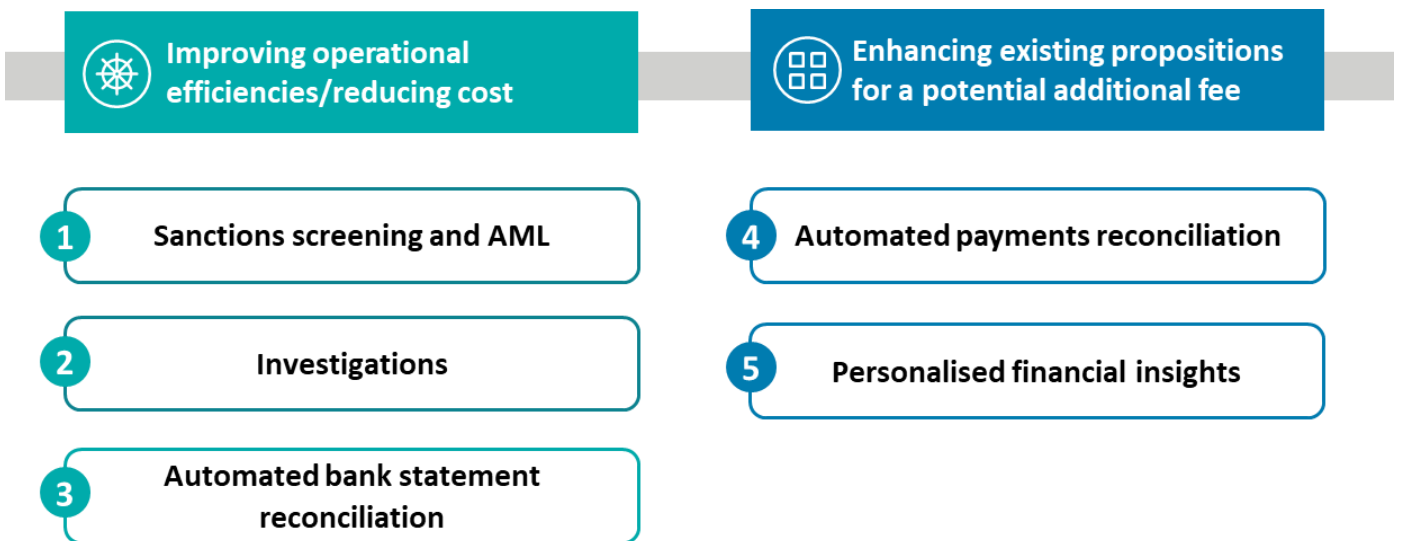 Improving operational
efficiencies/reducing cost
1
Sanctions screening and AML
2
Investigations
3
Automated bank statement
reconciliation
Enhancing existing propositions
for a potential additional fee
4
Automated payments reconciliation
5
Personalised financial insights